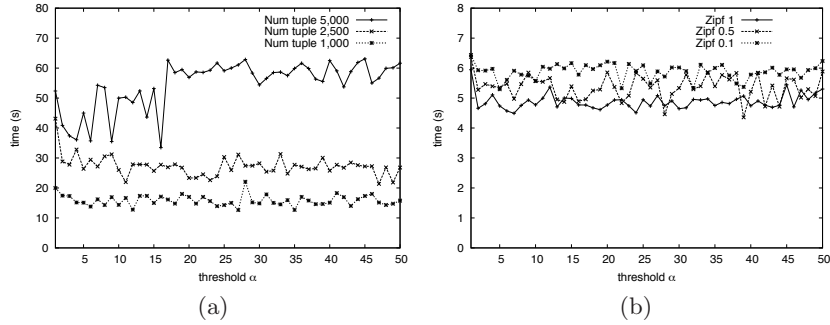 80
70
60
50
40
30
20
10
0
time (s)
5 10 15 20 25 30 35 40 45 50
threshold α
Num tuple 5,000
Num tuple 2,500
Num tuple 1,000
(a)
8
7
6
5
4
3
2
1
0
time (s)
5 10 15 20 25 30 35 40 45 50
threshold α
Zipf 1
Zipf 0.5
Zipf 0.1
(b)